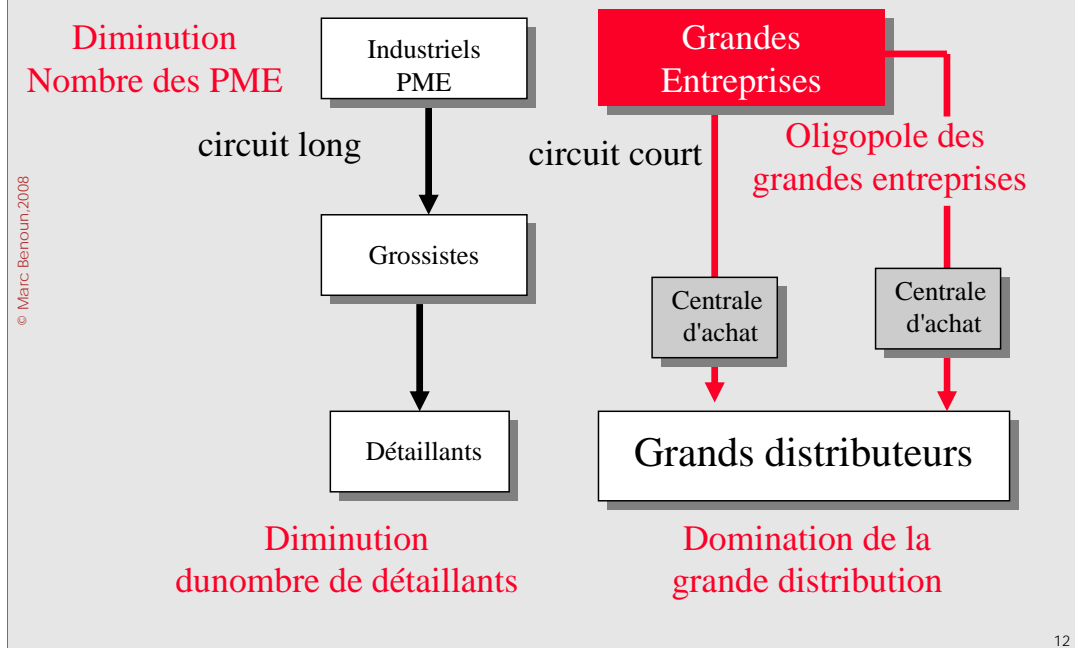 Diminution
Nombre des PME
Industriels
PME
Grandes
Entreprises
circuit long
circuit court
Oligopole des
grandes entreprises
© Marc Benoun,2008
Grossistes
Centrale
d'achat
Centrale
d'achat
Détaillants
Grands distributeurs
Diminution
dunombre de détaillants
Domination de la
grande distribution
12